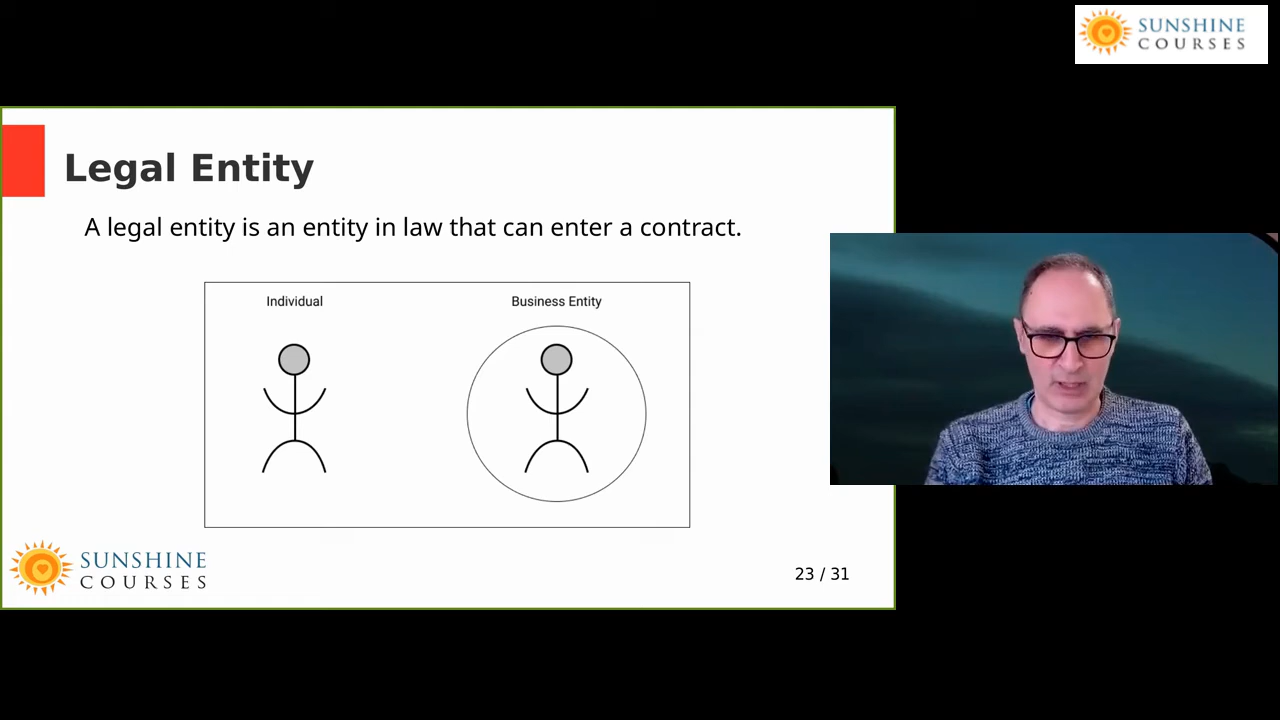 SUNSHINE
COURSES
Legal Entity
A legal entity is an entity in law that can enter a contract.
Individual
Business Entity
SUNSHINE
COURSES
23 / 31